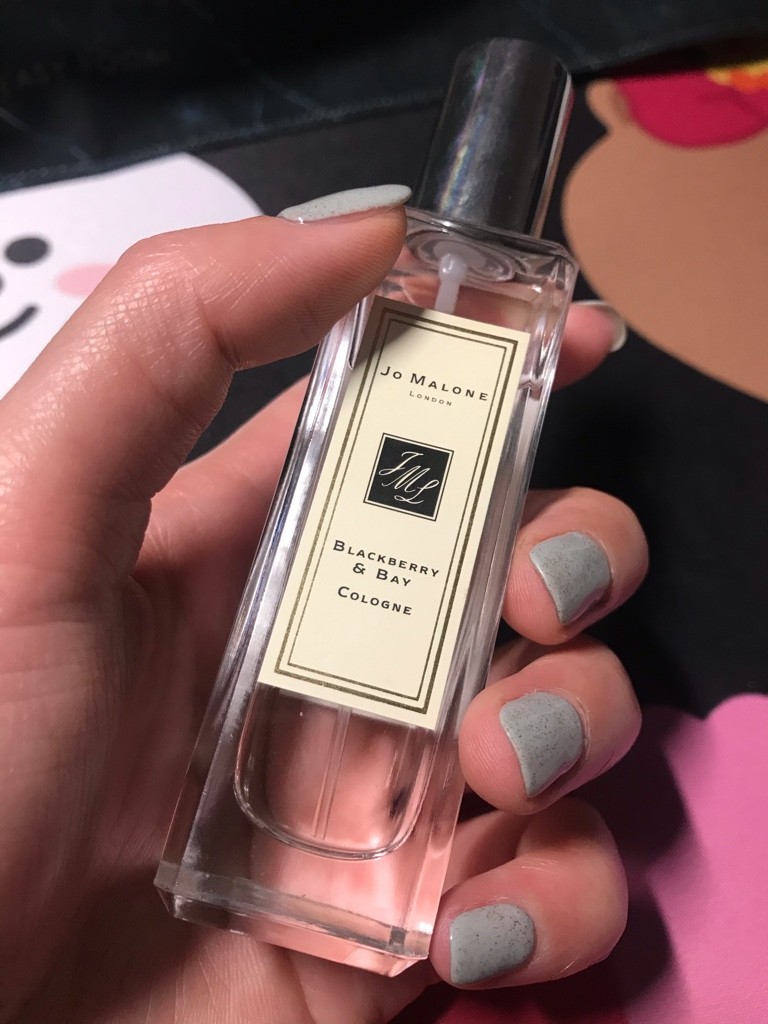 Jo Malone
London
JML
Blackberry
& Bay
Cologne